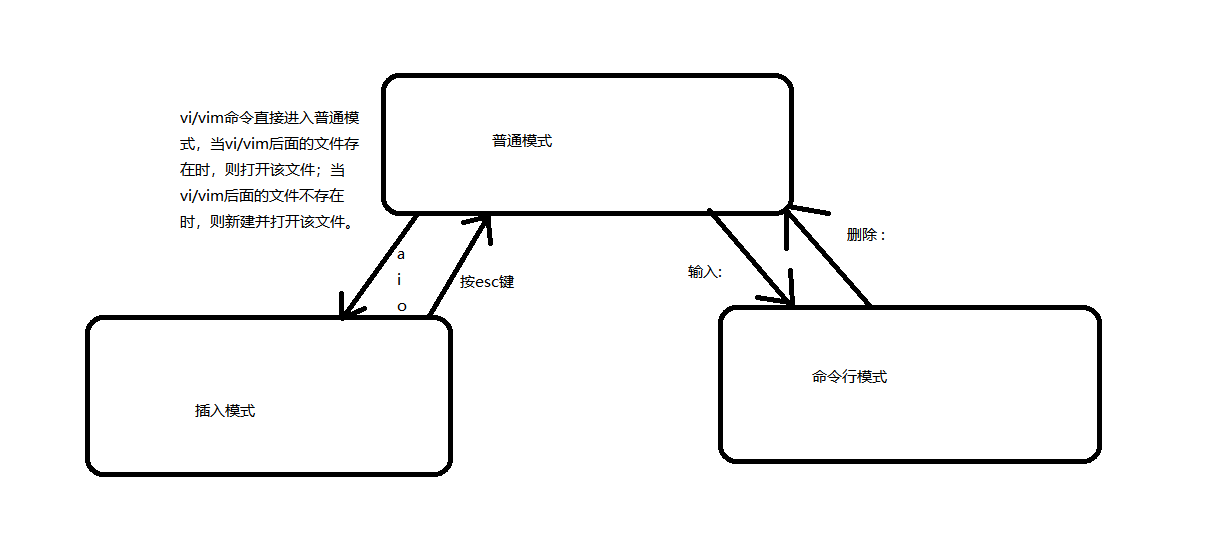 普通模式
vi/vim命令直接进入普通模
式，当vi/vim后面的文件存
在时，则打开该文件；当
vi/vim后面的文件不存在
时，则新建并打开该文件。
a
i
o
按esc键
输入:
删除 :
插入模式
命令行模式